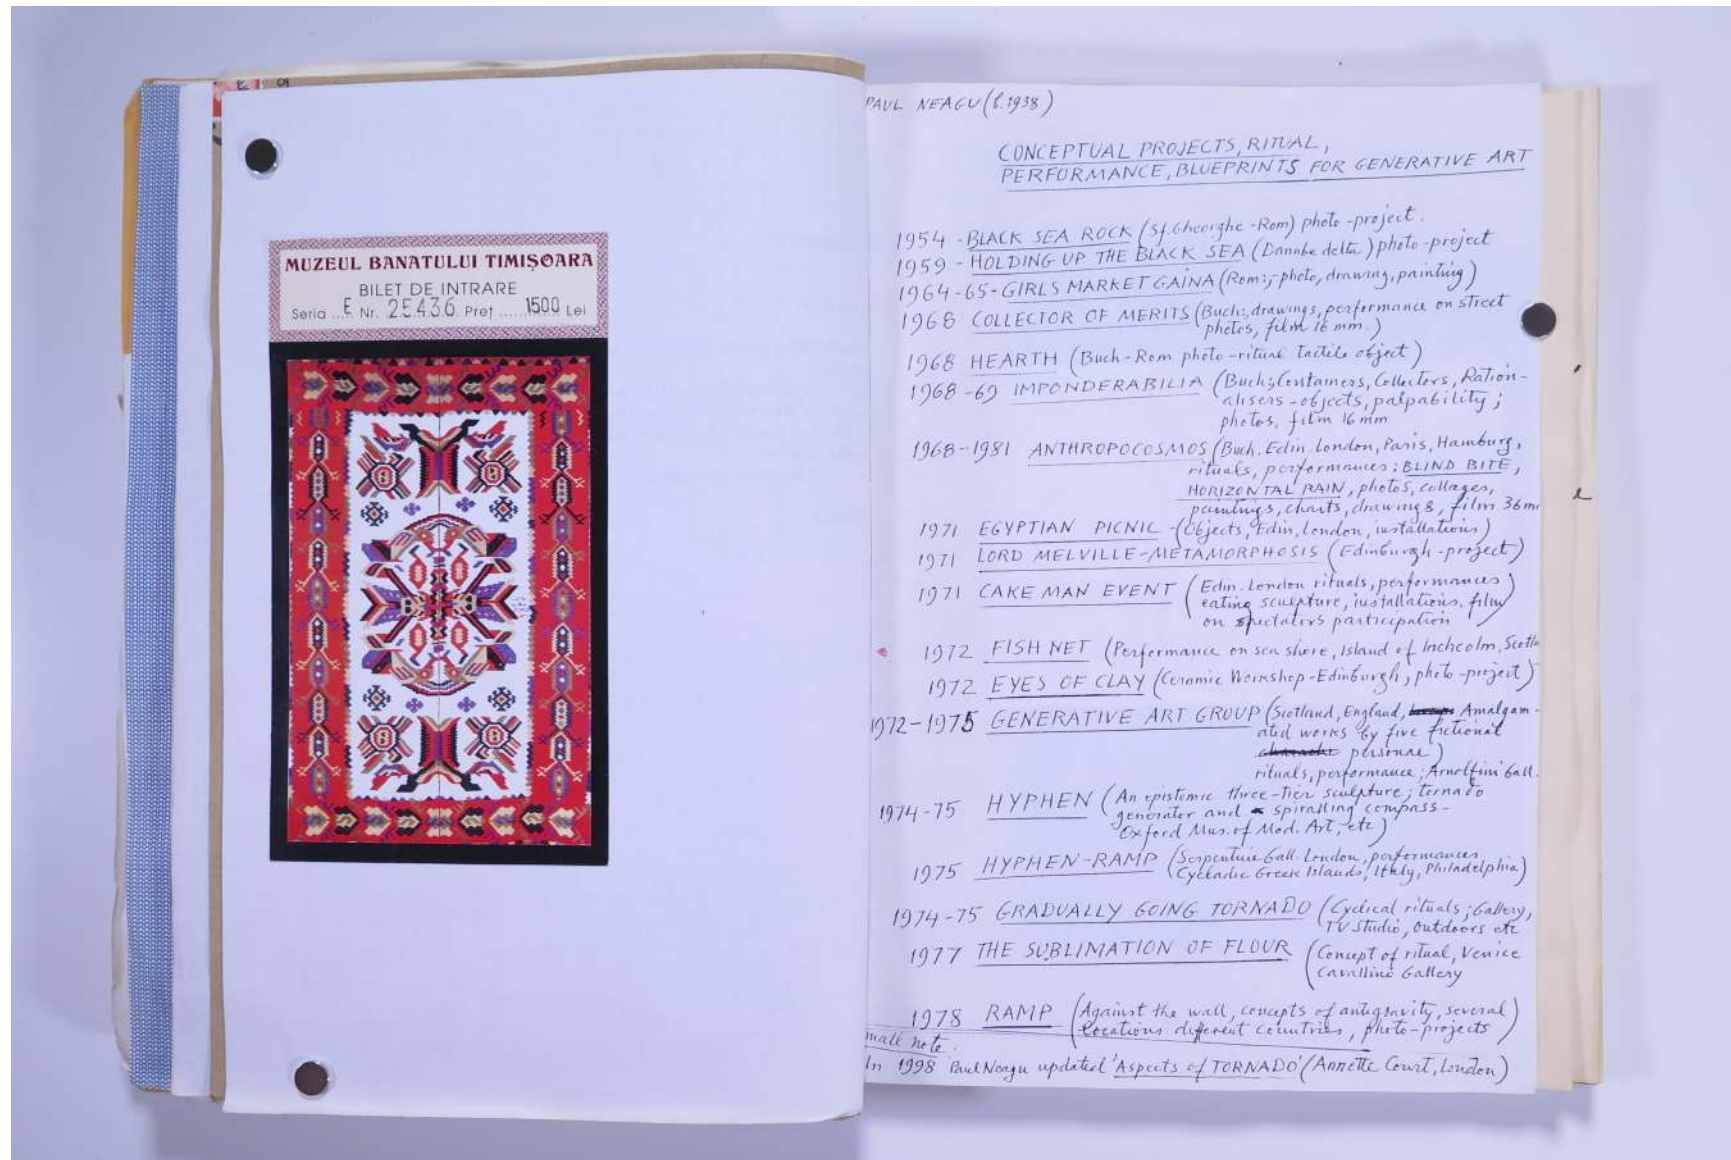 MUZEUL BANATULUI TIMIȘOARA
BILET DE INTRARE
Seria ...E Nr. 25436. Preț ......1500 Lei
PAUL NEAGU (b. 1938)
CONCEPTUAL PROJECTS, RITUAL,
PERFORMANCE, BLUEPRINTS FOR GENERATIVE ART
1954 - BLACK SEA ROCK (Sf. Gheorghe - Rom) photo - project.
1959 - HOLDING UP THE BLACK SEA (Danube delta) photo - project
1964-65 - GIRLS MARKET GAINA (Rom; photo, drawing, painting)
1968 COLLECTOR OF MERITS (Buch; drawings, performance on street
photos, film 16 mm.)
1968 HEARTH (Buch-Rom photo-ritual tactile object)
1968-69 IMPONDERABILIA (Buch; Containers, Collectors, Ration-
alisers - objects, palpability;
photos, film 16 mm
1968-1981 ANTHROPOCOSMOS (Buch. Edin. London, Paris, Hamburg,
rituals, performances: BLIND BITE,
HORIZONTAL RAIN, photos, collages,
paintings, charts, drawings, film 36m
1971 EGYPTIAN PICNIC - (Objects, Edin, London, installations)
1971 LORD MELVILLE-METAMORPHOSIS (Edinburgh - project)
1971 CAKE MAN EVENT (Edin. London rituals, performances
eating sculpture, installations, film
on spectators participation
1972 FISH NET (Performance on sea shore, Island of Inchcolm, Scotla
1972 EYES OF CLAY (Ceramic Workshop - Edinburgh, photo-project)
1972-1975 GENERATIVE ART GROUP (Scotland, England, Amalgam-
ated works by five fictional
personae)
rituals, performance; Arnolfini Gall.
1974-75 HYPHEN (An epistemic three-tier sculpture; tornado
generator and spiralling compass-
Oxford Mus. of Mod. Art, etc)
1975 HYPHEN-RAMP (Serpentine Gall. London, performances,
Cycladic Greek Islands, Italy, Philadelphia)
1974-75 GRADUALLY GOING TORNADO (Cyclical rituals; Gallery,
TV studio, outdoors etc
1977 THE SUBLIMATION OF FLOUR (Concept of ritual, Venice
Cavallino Gallery
1978 RAMP (Against the wall, concepts of antigravity, several
locations different countries, photo-projects)
mall note.
In 1998 Paul Neagu updated 'Aspects of TORNADO' (Annette Court, London)